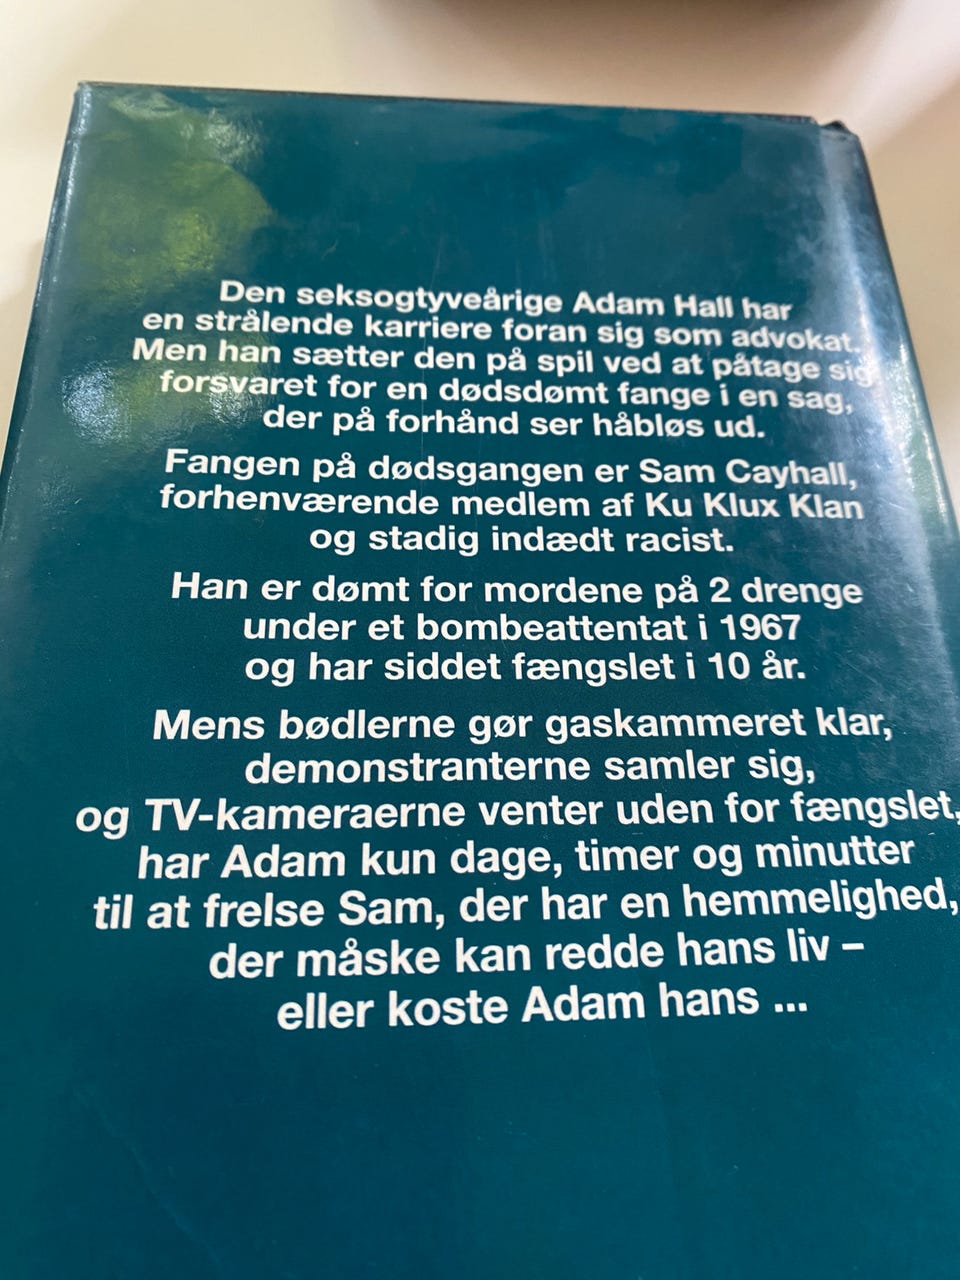 Den seksogtyveårige Adam Hall har
en strålende karriere foran sig som advokat.
Men han sætter den på spil ved at påtage sig
forsvaret for en dødsdømt fange i en sag,
der på forhånd ser håbløs ud.
Fangen på dødsgangen er Sam Cayhall,
forhenværende medlem af Ku Klux Klan
og stadig indædt racist.
Han er dømt for mordene på 2 drenge
under et bombeattentat i 1967
og har siddet fængslet i 10 år.
Mens bødlerne gør gaskammeret klar,
demonstranterne samler sig,
og TV-kameraerne venter uden for fængslet,
har Adam kun dage, timer og minutter
til at frelse Sam, der har en hemmelighed,
der måske kan redde hans liv –
eller koste Adam hans ...